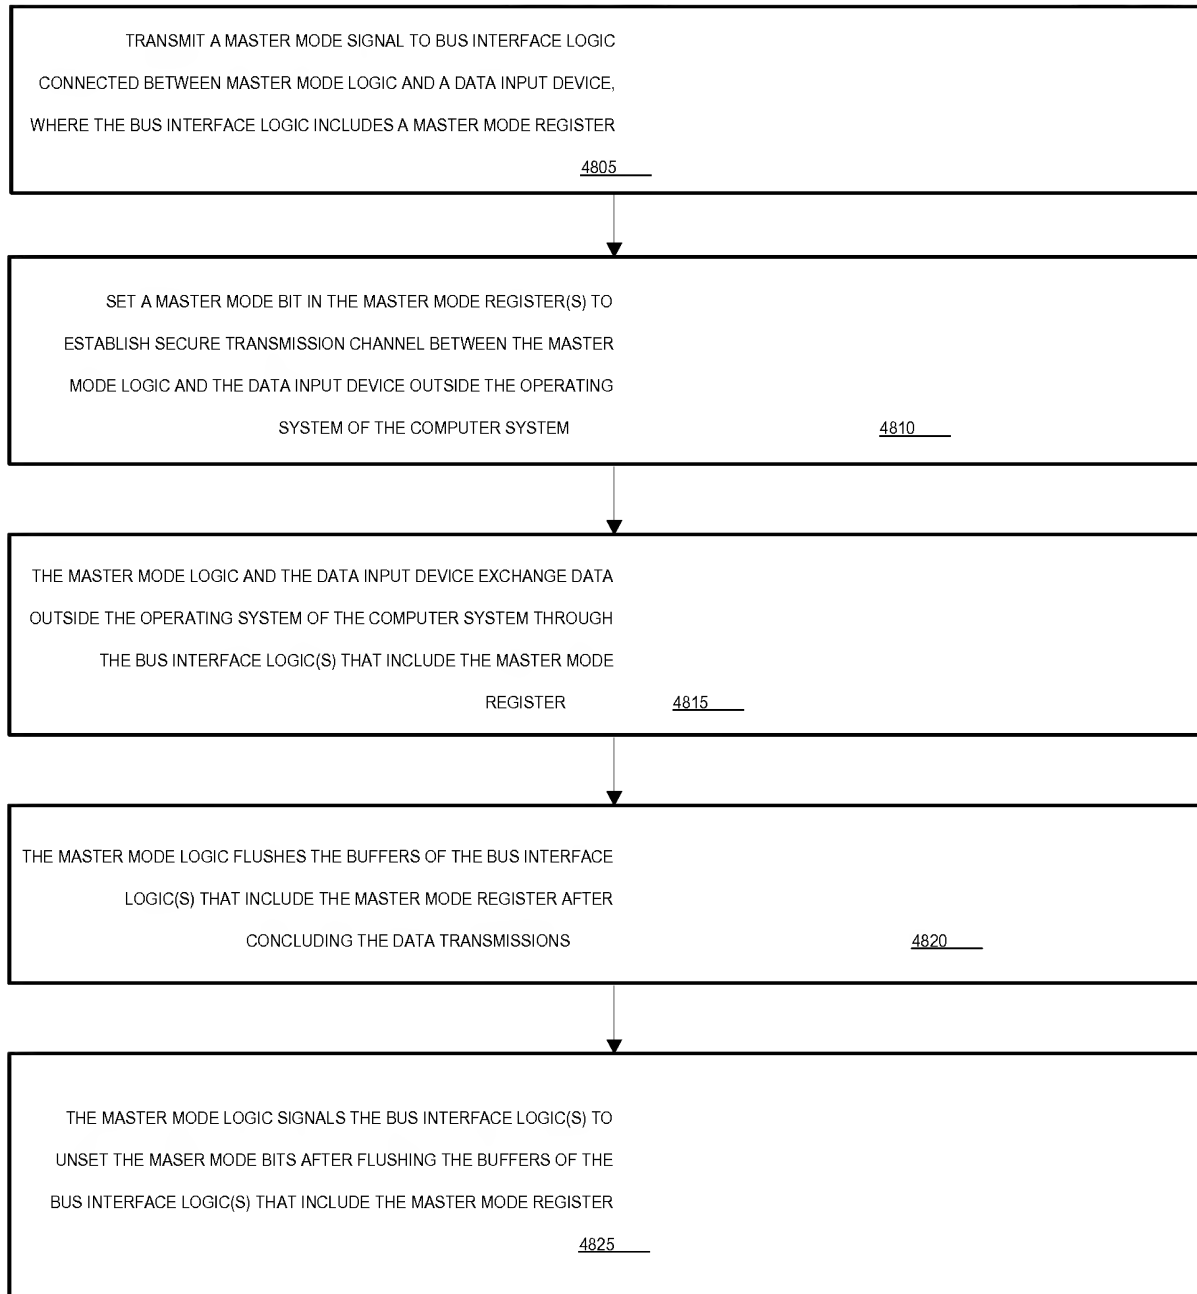 TRANSMIT A MASTER MODE SIGNAL TO BUS INTERFACE LOGIC
CONNECTED BETWEEN MASTER MODE LOGIC AND A DATA INPUT DEVICE,
WHERE THE BUS INTERFACE LOGIC INCLUDES A MASTER MODE REGISTER
4805
SET A MASTER MODE BIT IN THE MASTER MODE REGISTER(S) TO
ESTABLISH SECURE TRANSMISSION CHANNEL BETWEEN THE MASTER
MODE LOGIC AND THE DATA INPUT DEVICE OUTSIDE THE OPERATING
SYSTEM OF THE COMPUTER SYSTEM 4810
THE MASTER MODE LOGIC AND THE DATA INPUT DEVICE EXCHANGE DATA
OUTSIDE THE OPERATING SYSTEM OF THE COMPUTER SYSTEM THROUGH
THE BUS INTERFACE LOGIC(S) THAT INCLUDE THE MASTER MODE
REGISTER 4815
THE MASTER MODE LOGIC FLUSHES THE BUFFERS OF THE BUS INTERFACE
LOGIC(S) THAT INCLUDE THE MASTER MODE REGISTER AFTER
CONCLUDING THE DATA TRANSMISSIONS 4820
THE MASTER MODE LOGIC SIGNALS THE BUS INTERFACE LOGIC(S) TO
UNSET THE MASER MODE BITS AFTER FLUSHING THE BUFFERS OF THE
BUS INTERFACE LOGIC(S) THAT INCLUDE THE MASTER MODE REGISTER
4825